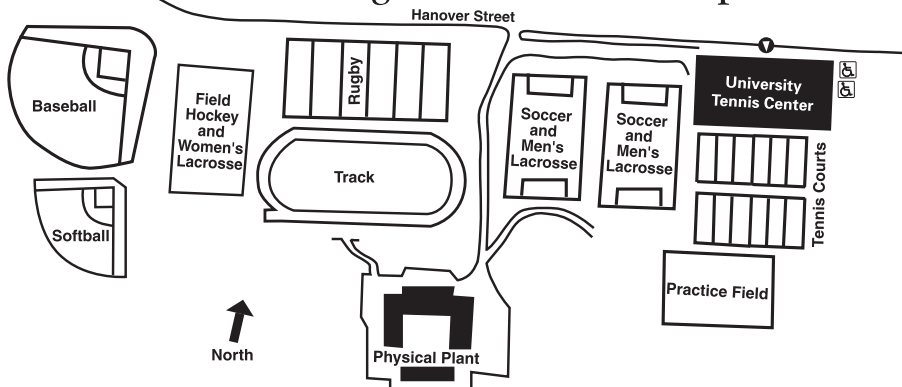 Hanover Street
Baseball
Field
Hockey
and
Women's
Lacrosse
Rugby
Track
Soccer
and
Men's
Lacrosse
Soccer
and
Men's
Lacrosse
University
Tennis Center
Tennis Courts
Softball
Practice Field
North
Physical Plant